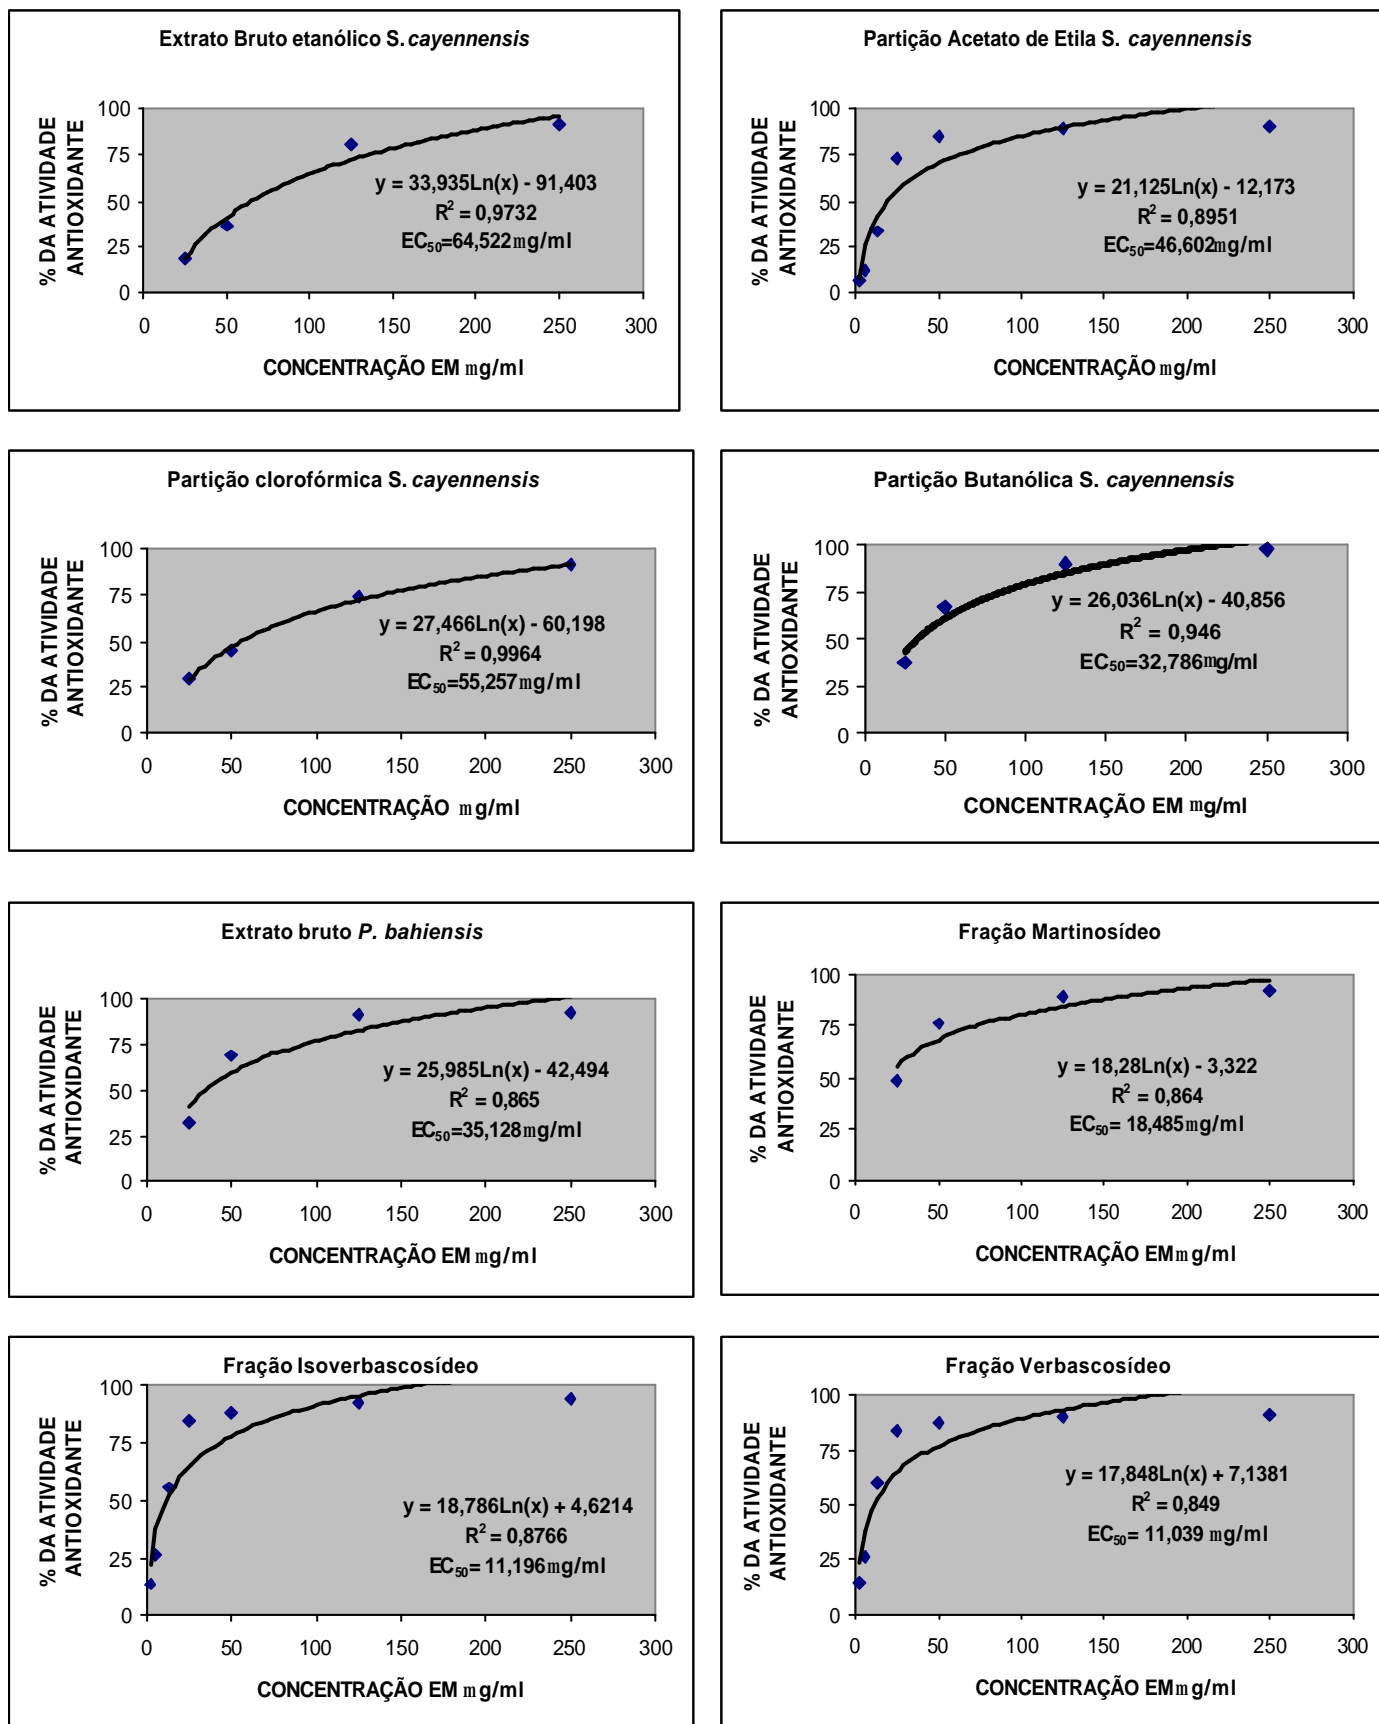 Extrato Bruto etanólico S. cayennensis
% DA ATIVIDADE
ANTIOXIDANTE
100
75
50
25
0
y = 33,935Ln(x) - 91,403
R² = 0,9732
EC₅₀=64,522mg/ml
0 50 100 150 200 250 300
CONCENTRAÇÃO EM mg/ml
Partição Acetato de Etila S. cayennensis
% DA ATIVIDADE
ANTIOXIDANTE
100
75
50
25
0
y = 21,125Ln(x) - 12,173
R² = 0,8951
EC₅₀=46,602mg/ml
0 50 100 150 200 250 300
CONCENTRAÇÃO mg/ml
Partição clorofórmica S. cayennensis
% DA ATIVIDADE
ANTIOXIDANTE
100
75
50
25
0
y = 27,466Ln(x) - 60,198
R² = 0,9964
EC₅₀=55,257mg/ml
0 50 100 150 200 250 300
CONCENTRAÇÃO mg/ml
Partição Butanólica S. cayennensis
% DA ATIVIDADE
ANTIOXIDANTE
100
75
50
25
0
y = 26,036Ln(x) - 40,856
R² = 0,946
EC₅₀=32,786mg/ml
0 50 100 150 200 250 300
CONCENTRAÇÃO EM mg/ml
Extrato bruto P. bahiensis
% DA ATIVIDADE
ANTIOXIDANTE
100
75
50
25
0
y = 25,985Ln(x) - 42,494
R² = 0,865
EC₅₀=35,128mg/ml
0 50 100 150 200 250 300
CONCENTRAÇÃO EM mg/ml
Fração Martinosídeo
% DA ATIVIDADE
ANTIOXIDANTE
100
75
50
25
0
y = 18,28Ln(x) - 3,322
R² = 0,864
EC₅₀= 18,485mg/ml
0 50 100 150 200 250 300
CONCENTRAÇÃO EM mg/ml
Fração Isoverbascosídeo
% DA ATIVIDADE
ANTIOXIDANTE
100
75
50
25
0
y = 18,786Ln(x) + 4,6214
R² = 0,8766
EC₅₀= 11,196mg/ml
0 50 100 150 200 250 300
CONCENTRAÇÃO EM mg/ml
Fração Verbascosídeo
% DA ATIVIDADE
ANTIOXIDANTE
100
75
50
25
0
y = 17,848Ln(x) + 7,1381
R² = 0,849
EC₅₀= 11,039 mg/ml
0 50 100 150 200 250 300
CONCENTRAÇÃO EM mg/ml